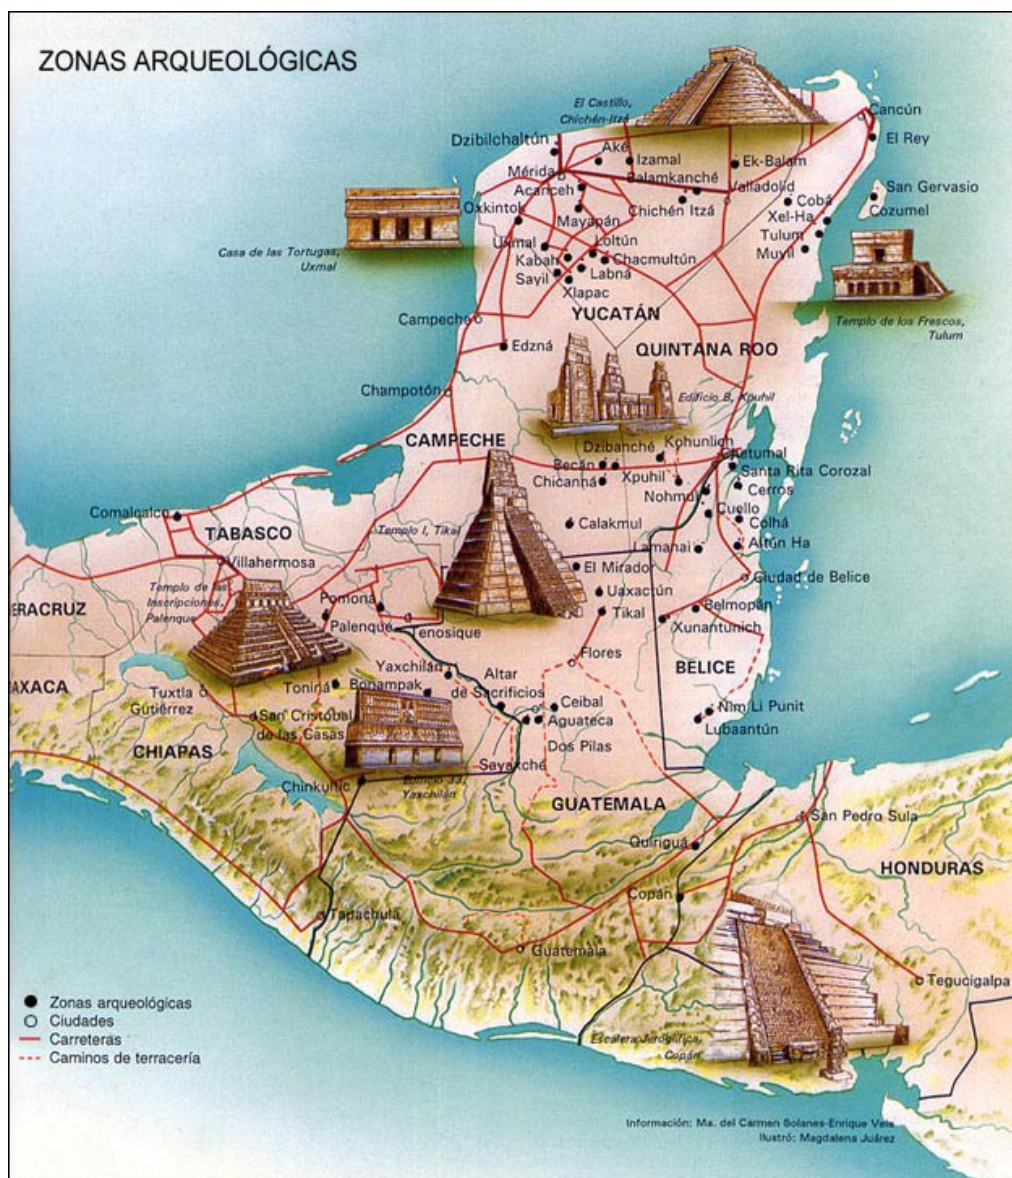 ZONAS ARQUEOLÓGICAS
El Castillo,
Chichén-Itzá
Cancún
El Rey
Dzibilchaltún
Aké
Izamal
Ek-Balam
Mérida
Balamkanché
Valladolid
Acanceh
San Gervasio
Cobá
Chichén Itzá
Cozumel
Oxkintok
Mayapán
Xel-Ha
Tulum
Casa de las Tortugas,
Uxmal
Uxmal
Loltún
Muyil
Kabah
Chacmultún
Sayil
Labná
Xlapac
YUCATÁN
Campeche
Templo de los Frescos,
Tulum
Edzná
QUINTANA ROO
Champotón
Edificio B, Xpuhil
CAMPECHE
Dzibanché
Kohunlich
Chetumal
Becán
Xpuhil
Santa Rita Corozal
Chicanná
Nohmul
Cerros
Cuello
Comalcalco
Calakmul
Colhá
TABASCO
Templo I, Tikal
Lamanai
Altún Ha
Villahermosa
El Mirador
Ciudad de Belice
Templo de las
Inscripciones,
Palenque
Uaxactún
VERACRUZ
Pomoná
Tikal
Belmopán
Palenque
Tenosique
Xunantunich
Flores
BELICE
Yaxchilán
Altar
de Sacrificios
OAXACA
Toniná
Bonampak
Tuxtla
Gutiérrez
Ceibal
Nim Li Punit
San Cristóbal
de las Casas
Aguateca
Lubaantún
CHIAPAS
Dos Pilas
Sayaxché
Chinkultic
Edificio 33,
Yaxchilán
GUATEMALA
San Pedro Sula
Quiriguá
HONDURAS
Copán
Tapachula
Guatemala
Tegucigalpa
Zonas arqueológicas
Ciudades
Carreteras
Caminos de terracería
Escalera Jeroglífica,
Copán
Información: Ma. del Carmen Solanes-Enrique Vela
Ilustró: Magdalena Juárez